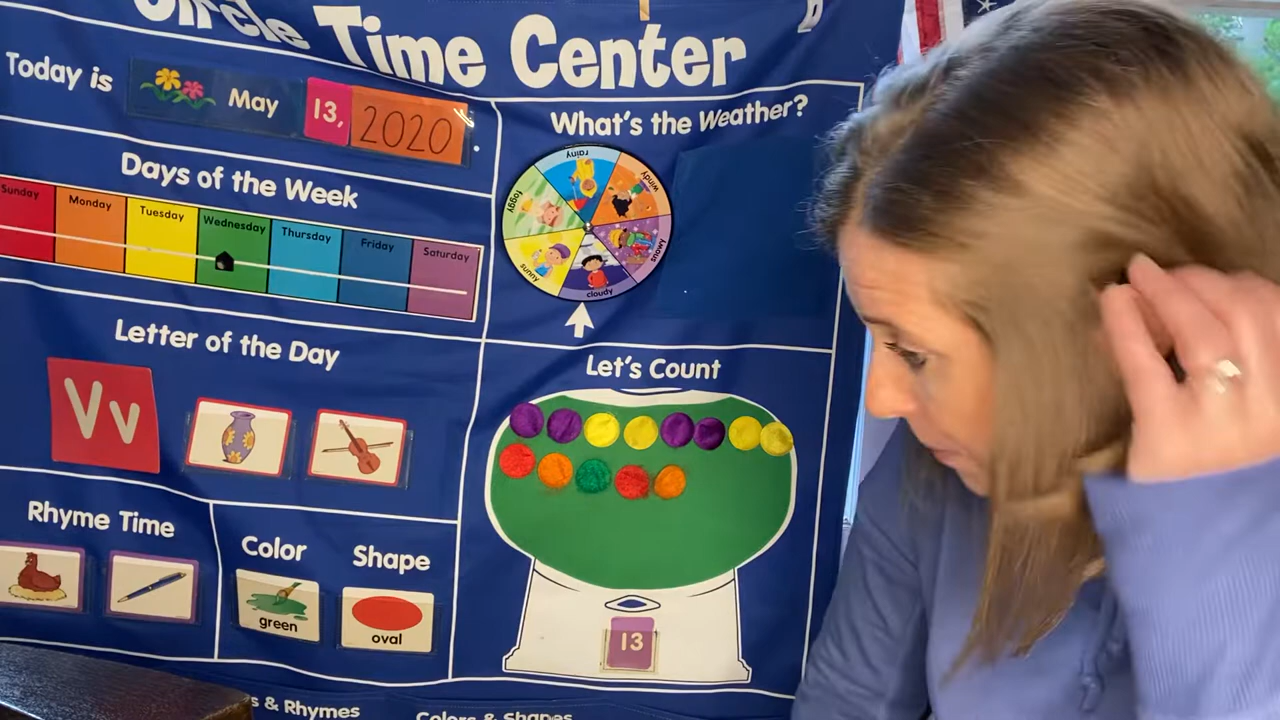 Circle Time Center
Today is May 13, 2020.
What's the Weather?
rainy
windy
snowy
cloudy
sunny
foggy
Days of the Week
Sunday Monday Tuesday Wednesday Thursday Friday Saturday
Letter of the Day
Vv
Let's Count
13
Rhyme Time
Color
green
Shape
oval
& Rhymes
Colors & Shapes